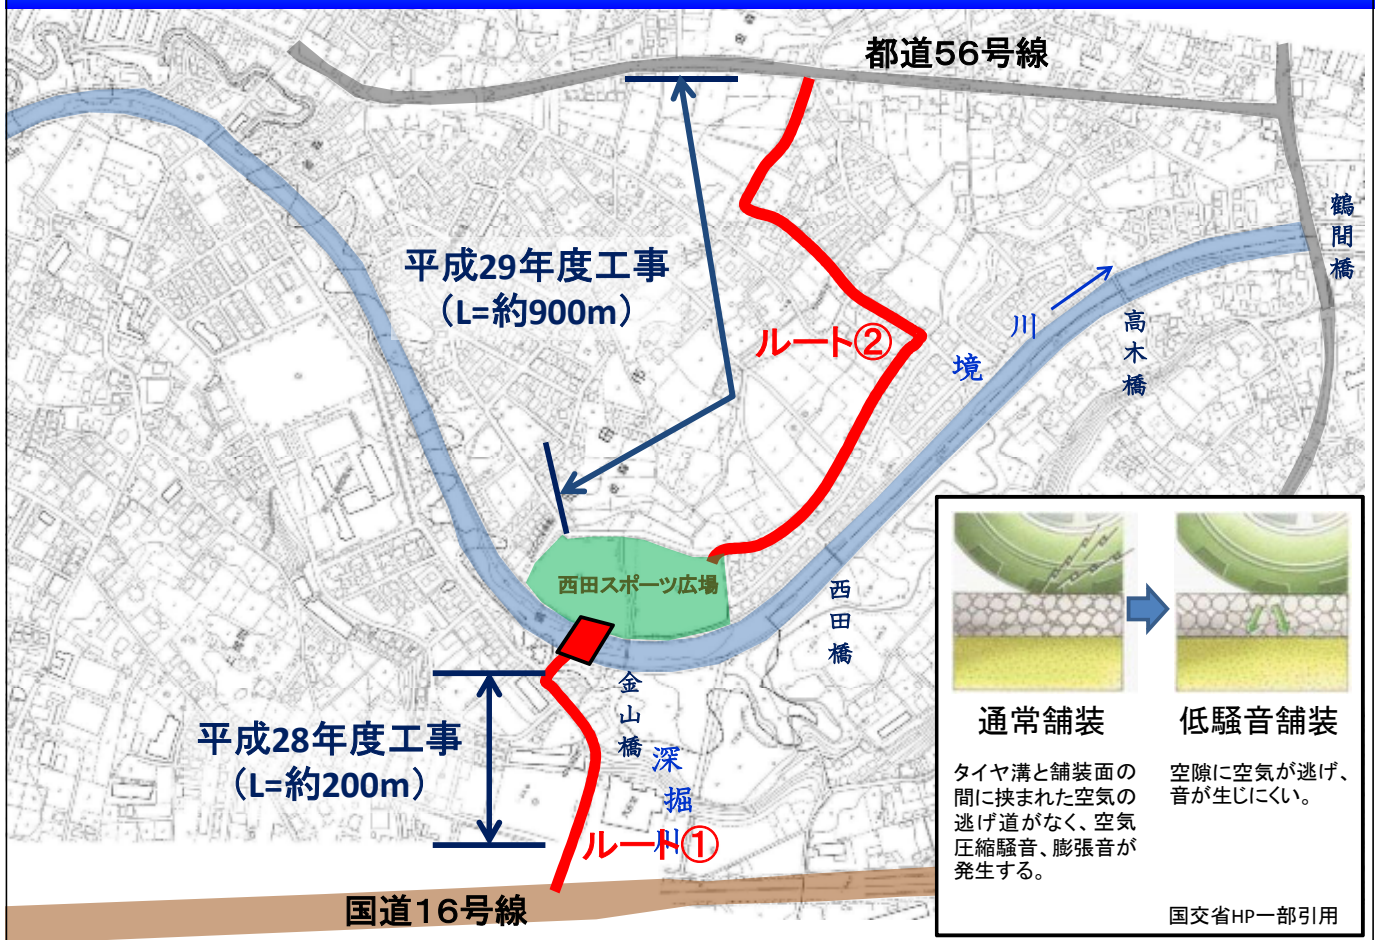 都道56号線
鶴間橋
平成29年度工事
（L=約900m）
ルート②
境川
高木橋
西田スポーツ広場
西田橋
金山橋
平成28年度工事
（L=約200m）
深掘川
ルート①
国道16号線
通常舗装
タイヤ溝と舗装面の
間に挟まれた空気の
逃げ道がなく、空気
圧縮騒音、膨張音が
発生する。
低騒音舗装
空隙に空気が逃げ、
音が生じにくい。
国交省HP一部引用